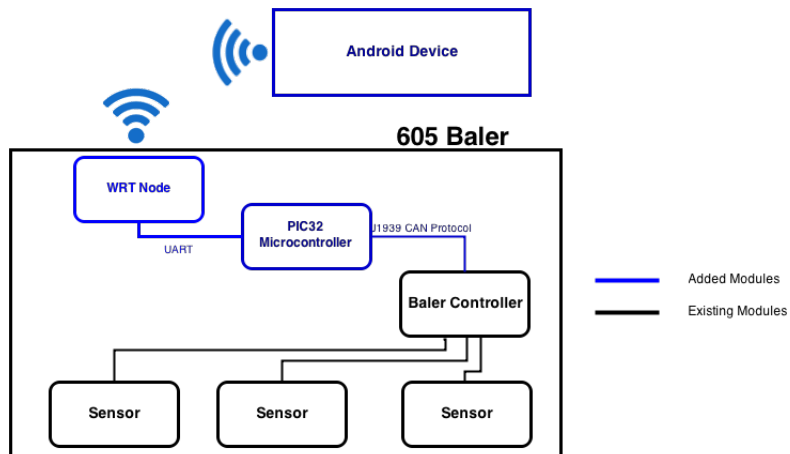 Android Device
605 Baler
WRT Node
PIC32
Microcontroller
J1939 CAN Protocol
UART
Baler Controller
Added Modules
Existing Modules
Sensor
Sensor
Sensor